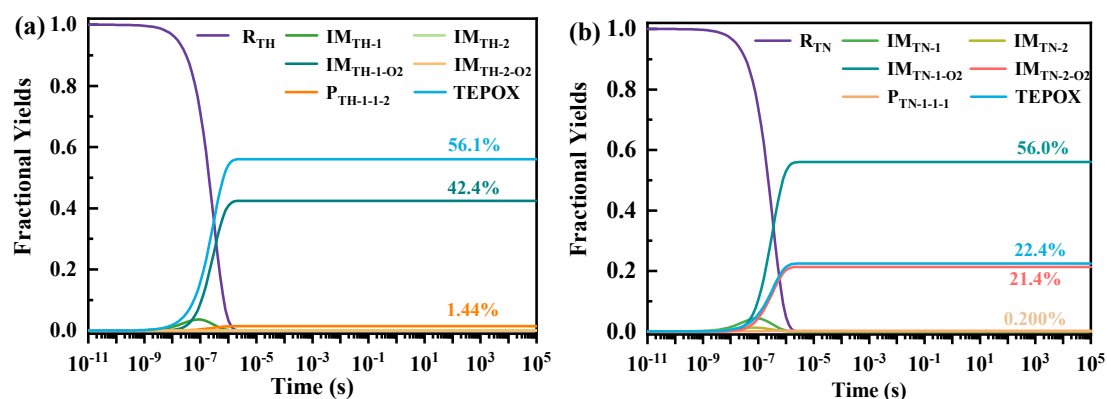 (a)
1.0
0.8
0.6
0.4
0.2
0.0
Fractional Yields
R_TH IM_TH-1 IM_TH-2
IM_TH-1-O2 IM_TH-2-O2
P_TH-1-1-2 TEPOX
56.1%
42.4%
1.44%
10^-11 10^-9 10^-7 10^-5 10^-3 10^-1 10^1 10^3 10^5
Time (s)
(b)
1.0
0.8
0.6
0.4
0.2
0.0
Fractional Yields
R_TN IM_TN-1 IM_TN-2
IM_TN-1-O2 IM_TN-2-O2
P_TN-1-1-1 TEPOX
56.0%
22.4%
21.4%
0.200%
10^-11 10^-9 10^-7 10^-5 10^-3 10^-1 10^1 10^3 10^5
Time (s)